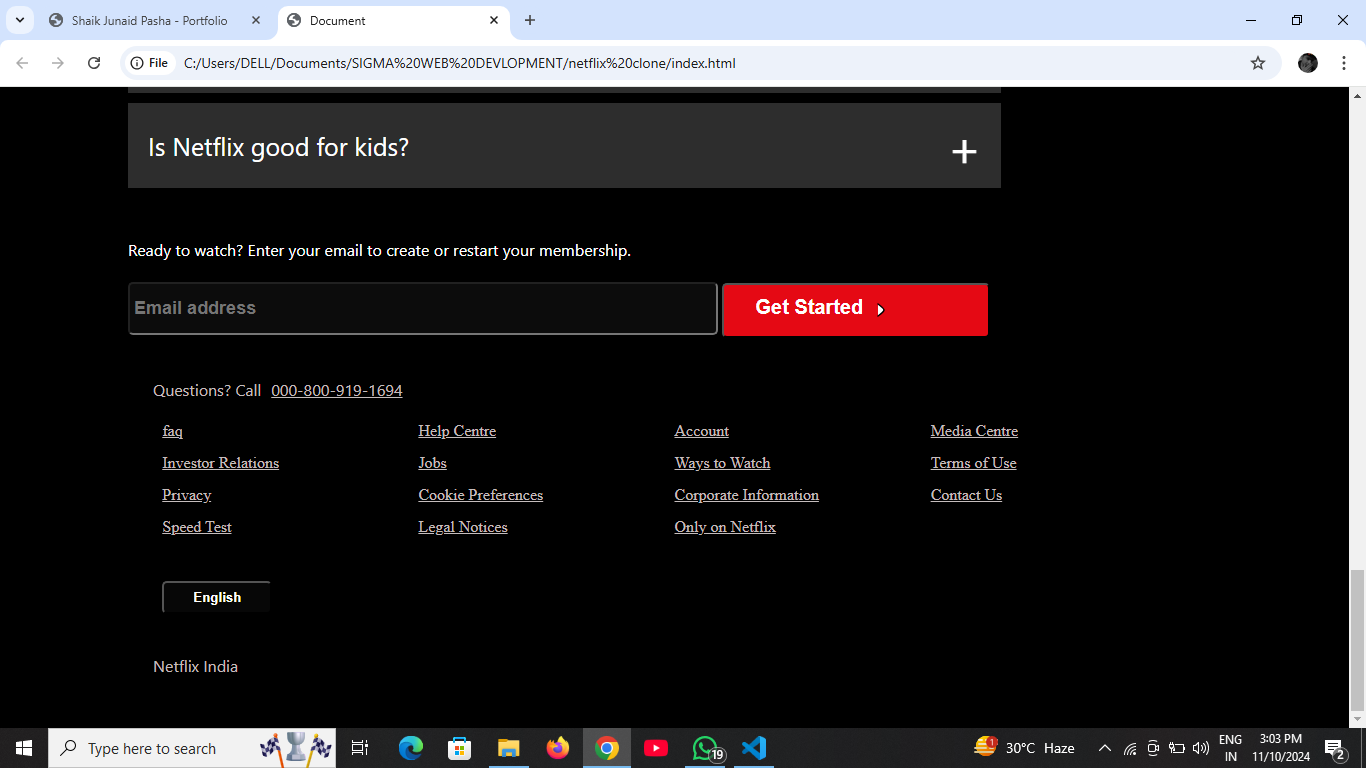 Shaik Junaid Pasha - Portfolio
Document
File
C:/Users/DELL/Documents/SIGMA%20WEB%20DEVLOPMENT/netflix%20clone/index.html
Is Netflix good for kids?
Ready to watch? Enter your email to create or restart your membership.
Email address
Get Started
Questions? Call 000-800-919-1694
faq Help Centre Account Media Centre
Investor Relations Jobs Ways to Watch Terms of Use
Privacy Cookie Preferences Corporate Information Contact Us
Speed Test Legal Notices Only on Netflix
English
Netflix India
Type here to search
19
1
30°C Haze
ENG
IN
3:03 PM
11/10/2024
2